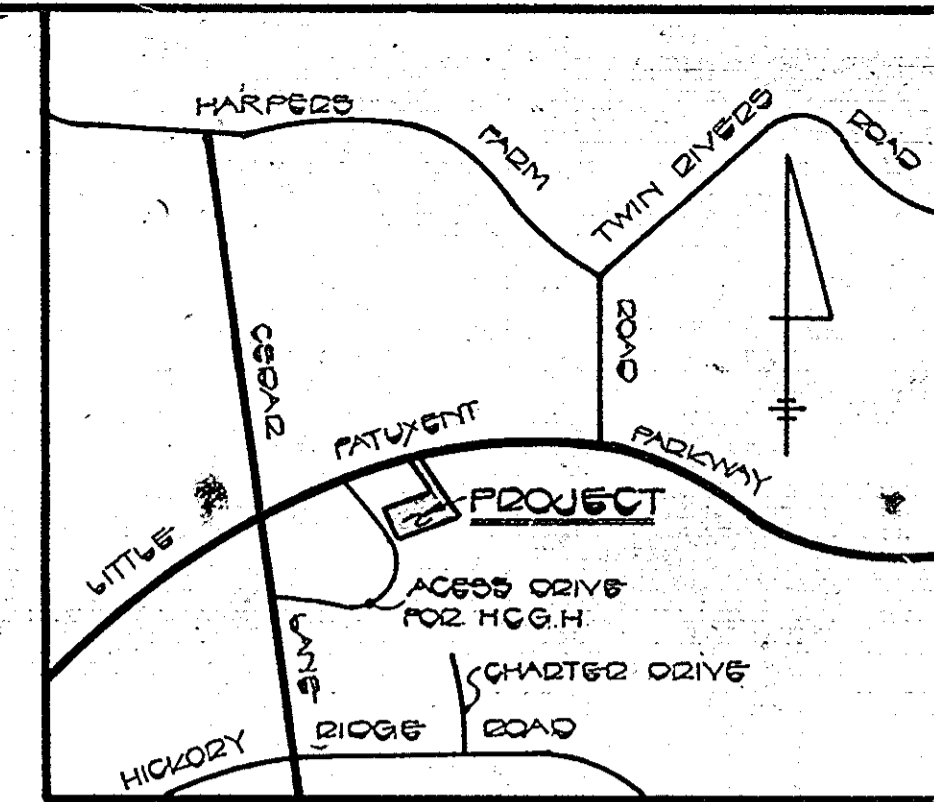 HARPERS
FARM
TWIN RIVERS
ROAD
ROAD
CEDAR
PATUXENT
PARKWAY
PROJECT
LITTLE
ACESS DRIVE
FOR H.C.G.H.
LANE
CHARTER DRIVE
HICKORY
RIDGE
ROAD